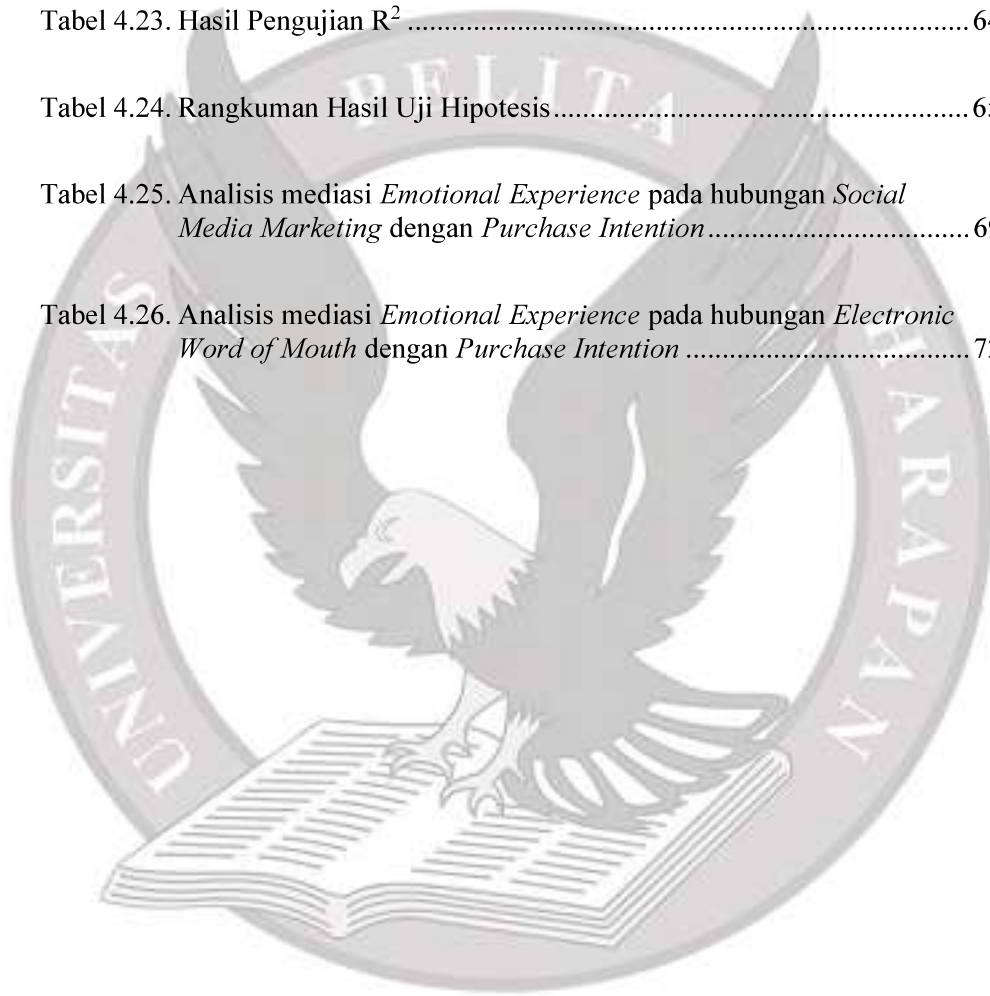 Tabel 4.23. Hasil Pengujian R² .......................................................................... 64
Tabel 4.24. Rangkuman Hasil Uji Hipotesis ....................................................... 6
Tabel 4.25. Analisis mediasi Emotional Experience pada hubungan Social
Media Marketing dengan Purchase Intention ................................... 69
Tabel 4.26. Analisis mediasi Emotional Experience pada hubungan Electronic
Word of Mouth dengan Purchase Intention ...................................... 7
UNIVERSITAS
PELITA
HARAPAN